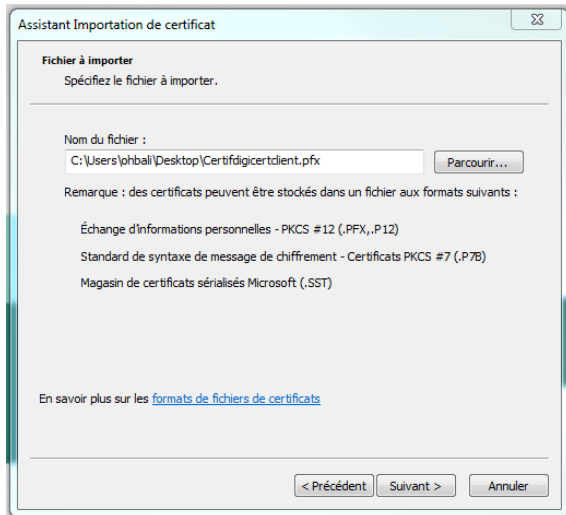 Assistant Importation de certificat
Fichier à importer
Spécifiez le fichier à importer.
Nom du fichier :
C:\Users\ohbali\Desktop\Certifdigicertclient.pfx
Parcourir...
Remarque : des certificats peuvent être stockés dans un fichier aux formats suivants :
Échange d'informations personnelles - PKCS #12 (.PFX,.P12)
Standard de syntaxe de message de chiffrement - Certificats PKCS #7 (.P7B)
Magasin de certificats sérialisés Microsoft (.SST)
En savoir plus sur les formats de fichiers de certificats
< Précédent Suivant > Annuler